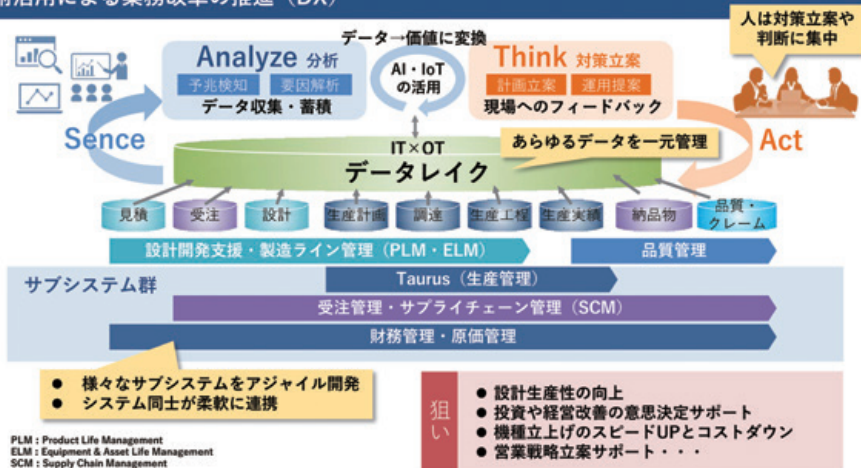 活用による業務改革の推進（DX）
データ→価値に変換
人は対策立案や
判断に集中
Analyze 分析
予兆検知
要因解析
データ収集・蓄積
AI・IoT
の活用
Think 対策立案
計画立案
運用提案
現場へのフィードバック
Sence
Act
IT×OT
データレイク
あらゆるデータを一元管理
見積
受注
設計
生産計画
調達
生産工程
生産実績
納品物
品質・
クレーム
設計開発支援・製造ライン管理（PLM・ELM）
品質管理
サブシステム群
Taurus（生産管理）
受注管理・サプライチェーン管理（SCM）
財務管理・原価管理
● 様々なサブシステムをアジャイル開発
● システム同士が柔軟に連携
狙い
● 設計生産性の向上
● 投資や経営改善の意思決定サポート
● 機種立上げのスピードUPとコストダウン
● 営業戦略立案サポート・・・
PLM : Product Life Management
ELM : Equipment & Asset Life Management
SCM : Supply Chain Management